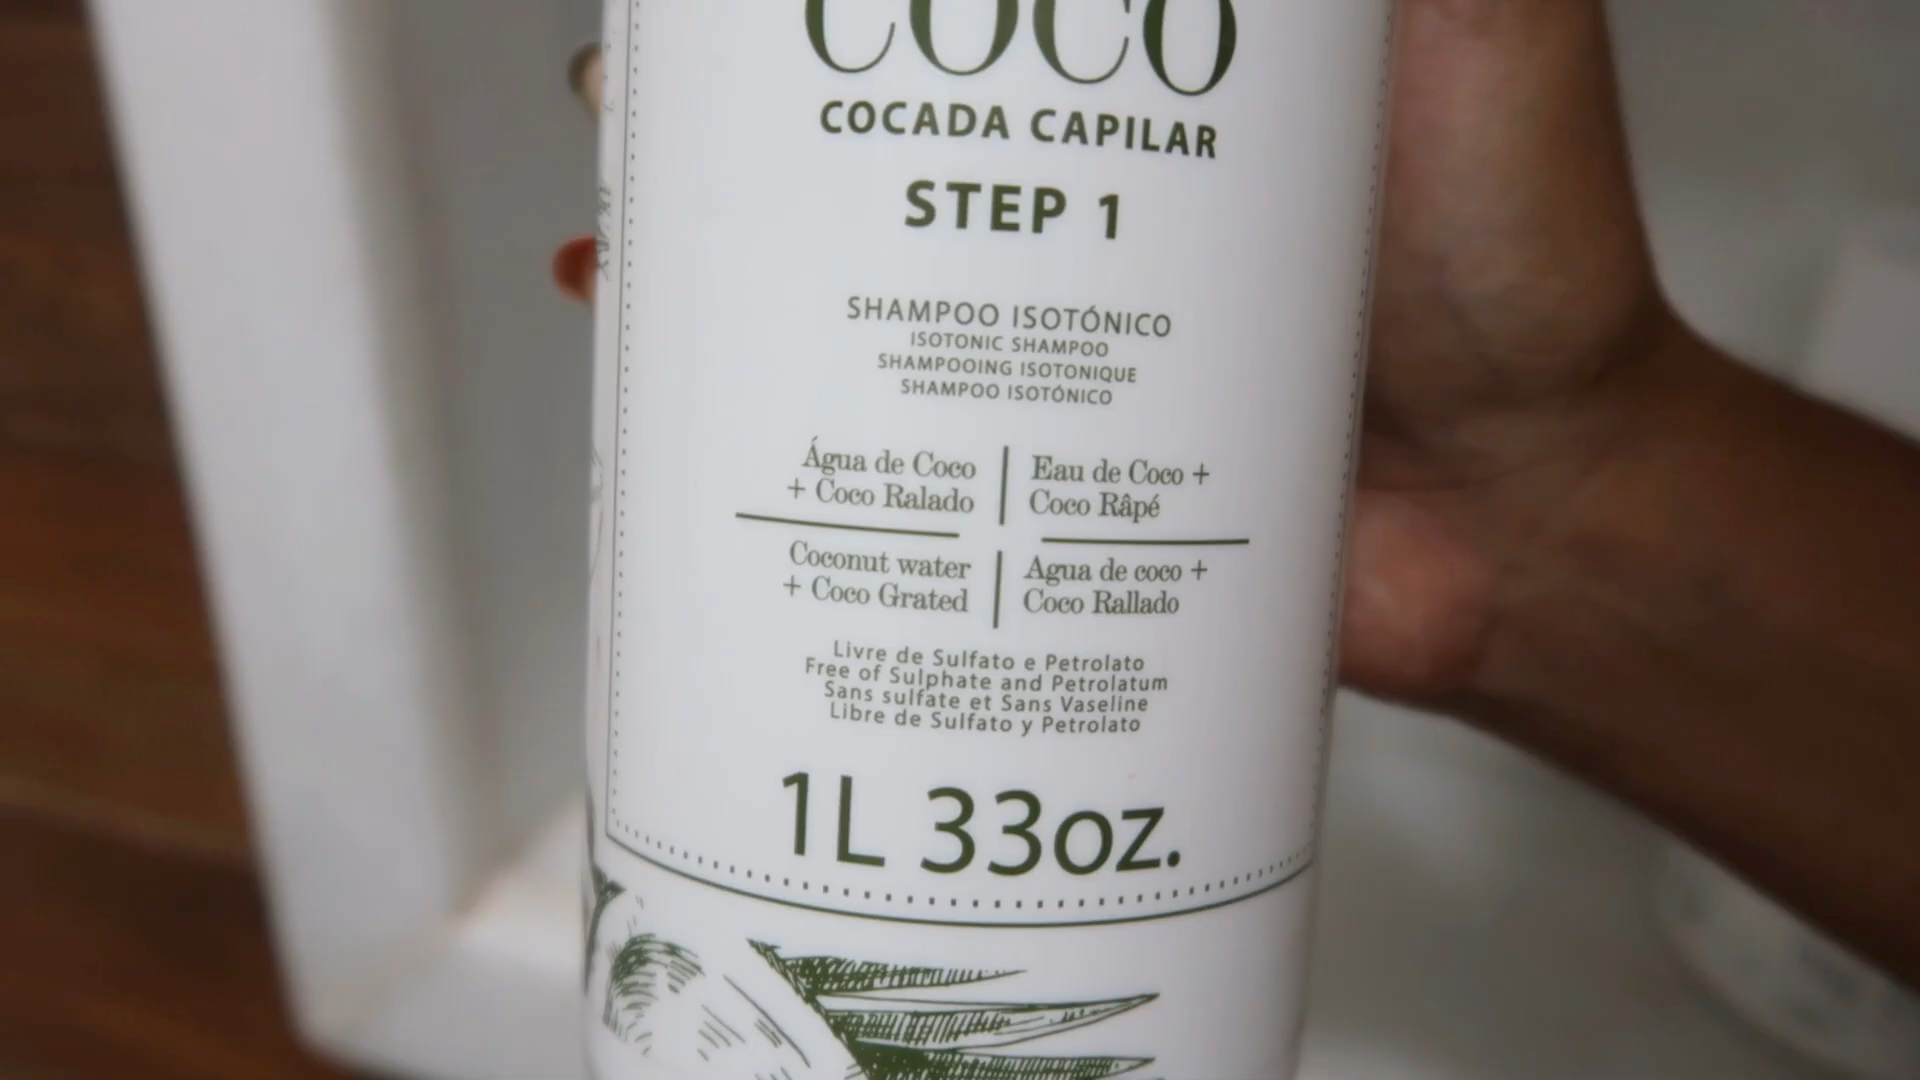 COCO
COCADA CAPILAR
STEP 1
SHAMPOO ISOTÓNICO
ISOTONIC SHAMPOO
SHAMPOOING ISOTONIQUE
SHAMPOO ISOTÓNICO
Água de Coco
+ Coco Ralado
Eau de Coco +
Coco Râpé
Coconut water
+ Coco Grated
Agua de coco +
Coco Rallado
Livre de Sulfato e Petrolato
Free of Sulphate and Petrolatum
Sans sulfate et Sans Vaseline
Libre de Sulfato y Petrolato
1L 33oz.